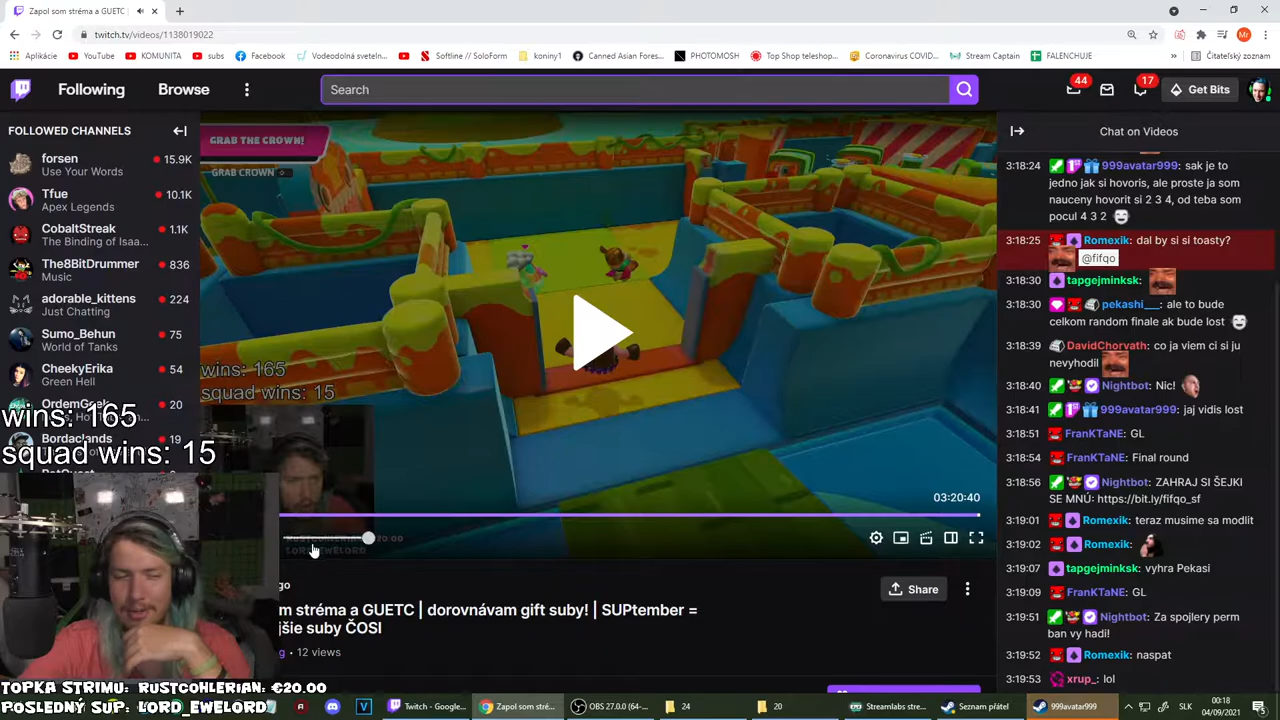 Zapol som stréma a GUETC |
twitch.tv/videos/1138019022
Mr
Aplikácie
YouTube
KOMUNITA
subs
Facebook
Vodeodolná sveteln...
Softline //SoloForm
koniny1
Canned Asian Fores...
PHOTOMOSH
Top Shop teleshop...
Coronavirus COVID...
Stream Captain
FALENCHUJE
»
Čitateľský zoznam
Following
Browse
Search
44
17
Get Bits
FOLLOWED CHANNELS
forsen
15.9K
Use Your Words
Tfue
10.1K
Apex Legends
CobaltStreak
1.1K
The Binding of Isaa...
The8BitDrummer
836
Music
adorable_kittens
224
Just Chatting
Sumo_Behun
75
World of Tanks
CheekyErika
54
Green Hell
20
Bordaclands
19
wins: 165
squad wins: 15
GRAB THE CROWN!
GRAB CROWN
wins: 165
squad wins: 15
03:20:40
20.00
Share
m stréma a GUETC | dorovnávam gift suby! | SUPtember =
jšie suby ČOSI
12 views
Chat on Videos
3:18:24 999avatar999: sak je to
jedno jak si hovoris, ale proste ja som
nauceny hovorit si 2 3 4, od teba som
pocul 4 3 2
3:18:25 Romexik: dal by si si toasty?
@fifqo
3:18:30 tapgejminksk:
3:18:30 pekashi__: ale to bude
celkom random finale ak bude lost
3:18:39 DavidChorvath: co ja viem ci si ju
nevyhodil
3:18:40 Nightbot: Nic!
3:18:41 999avatar999: jaj vidis lost
3:18:51 FranKTaNE: GL
3:18:54 FranKTaNE: Final round
3:18:56 Nightbot: ZAHRAJ SI ŠEJKI
SE MNÚ: https://bit.ly/fifqo_sf
3:19:01 Romexik: teraz musime sa modlit
3:19:02 Romexik:
3:19:07 tapgejminksk: vyhra Pekasi
3:19:09 FranKTaNE: GL
3:19:51 Nightbot: Za spojlery perm
ban vy hadi!
3:19:52 Romexik: naspat
3:19:53 xrup_: lol
TOPKA STRIMU: RUSTCOHLERIAN: €20.00
POSLEDNÝ SUP: LORD_EWELORD
Twitch - Google...
Zapol som stré...
OBS 27.0.0 (64-...
24
20
Streamlabs stre...
Seznam přátel
999avatar999
00:18
04/09/2021